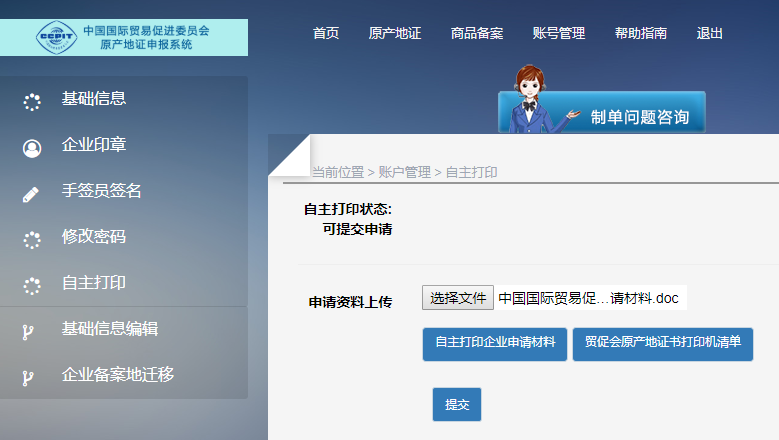 中国国际贸易促进委员会
原产地证申报系统
首页 原产地证 商品备案 账号管理 帮助指南 退出
制单问题咨询
基础信息
企业印章
手签员签名
修改密码
自主打印
基础信息编辑
企业备案地迁移
当前位置 > 账户管理 > 自主打印
自主打印状态:
可提交申请
申请资料上传 选择文件 中国国际贸易促...请材料.doc
自主打印企业申请材料 贸促会原产地证书打印机清单
提交